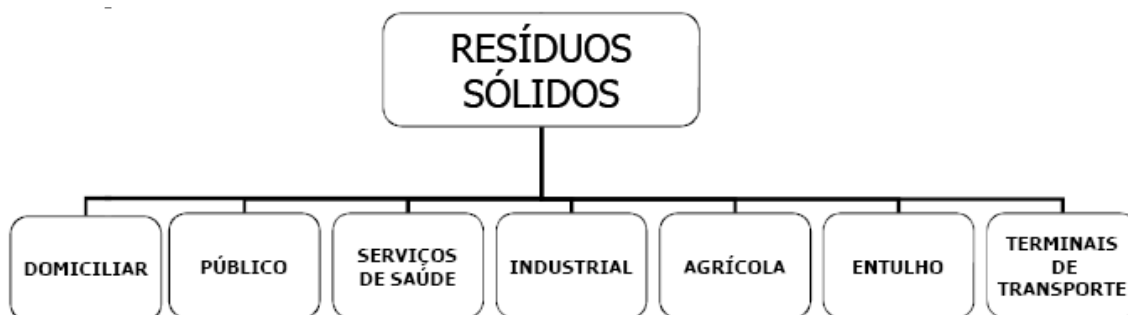 RESÍDUOS
SÓLIDOS
DOMICILIAR
PÚBLICO
SERVIÇOS
DE SAÚDE
INDUSTRIAL
AGRÍCOLA
ENTULHO
TERMINAIS
DE
TRANSPORTE